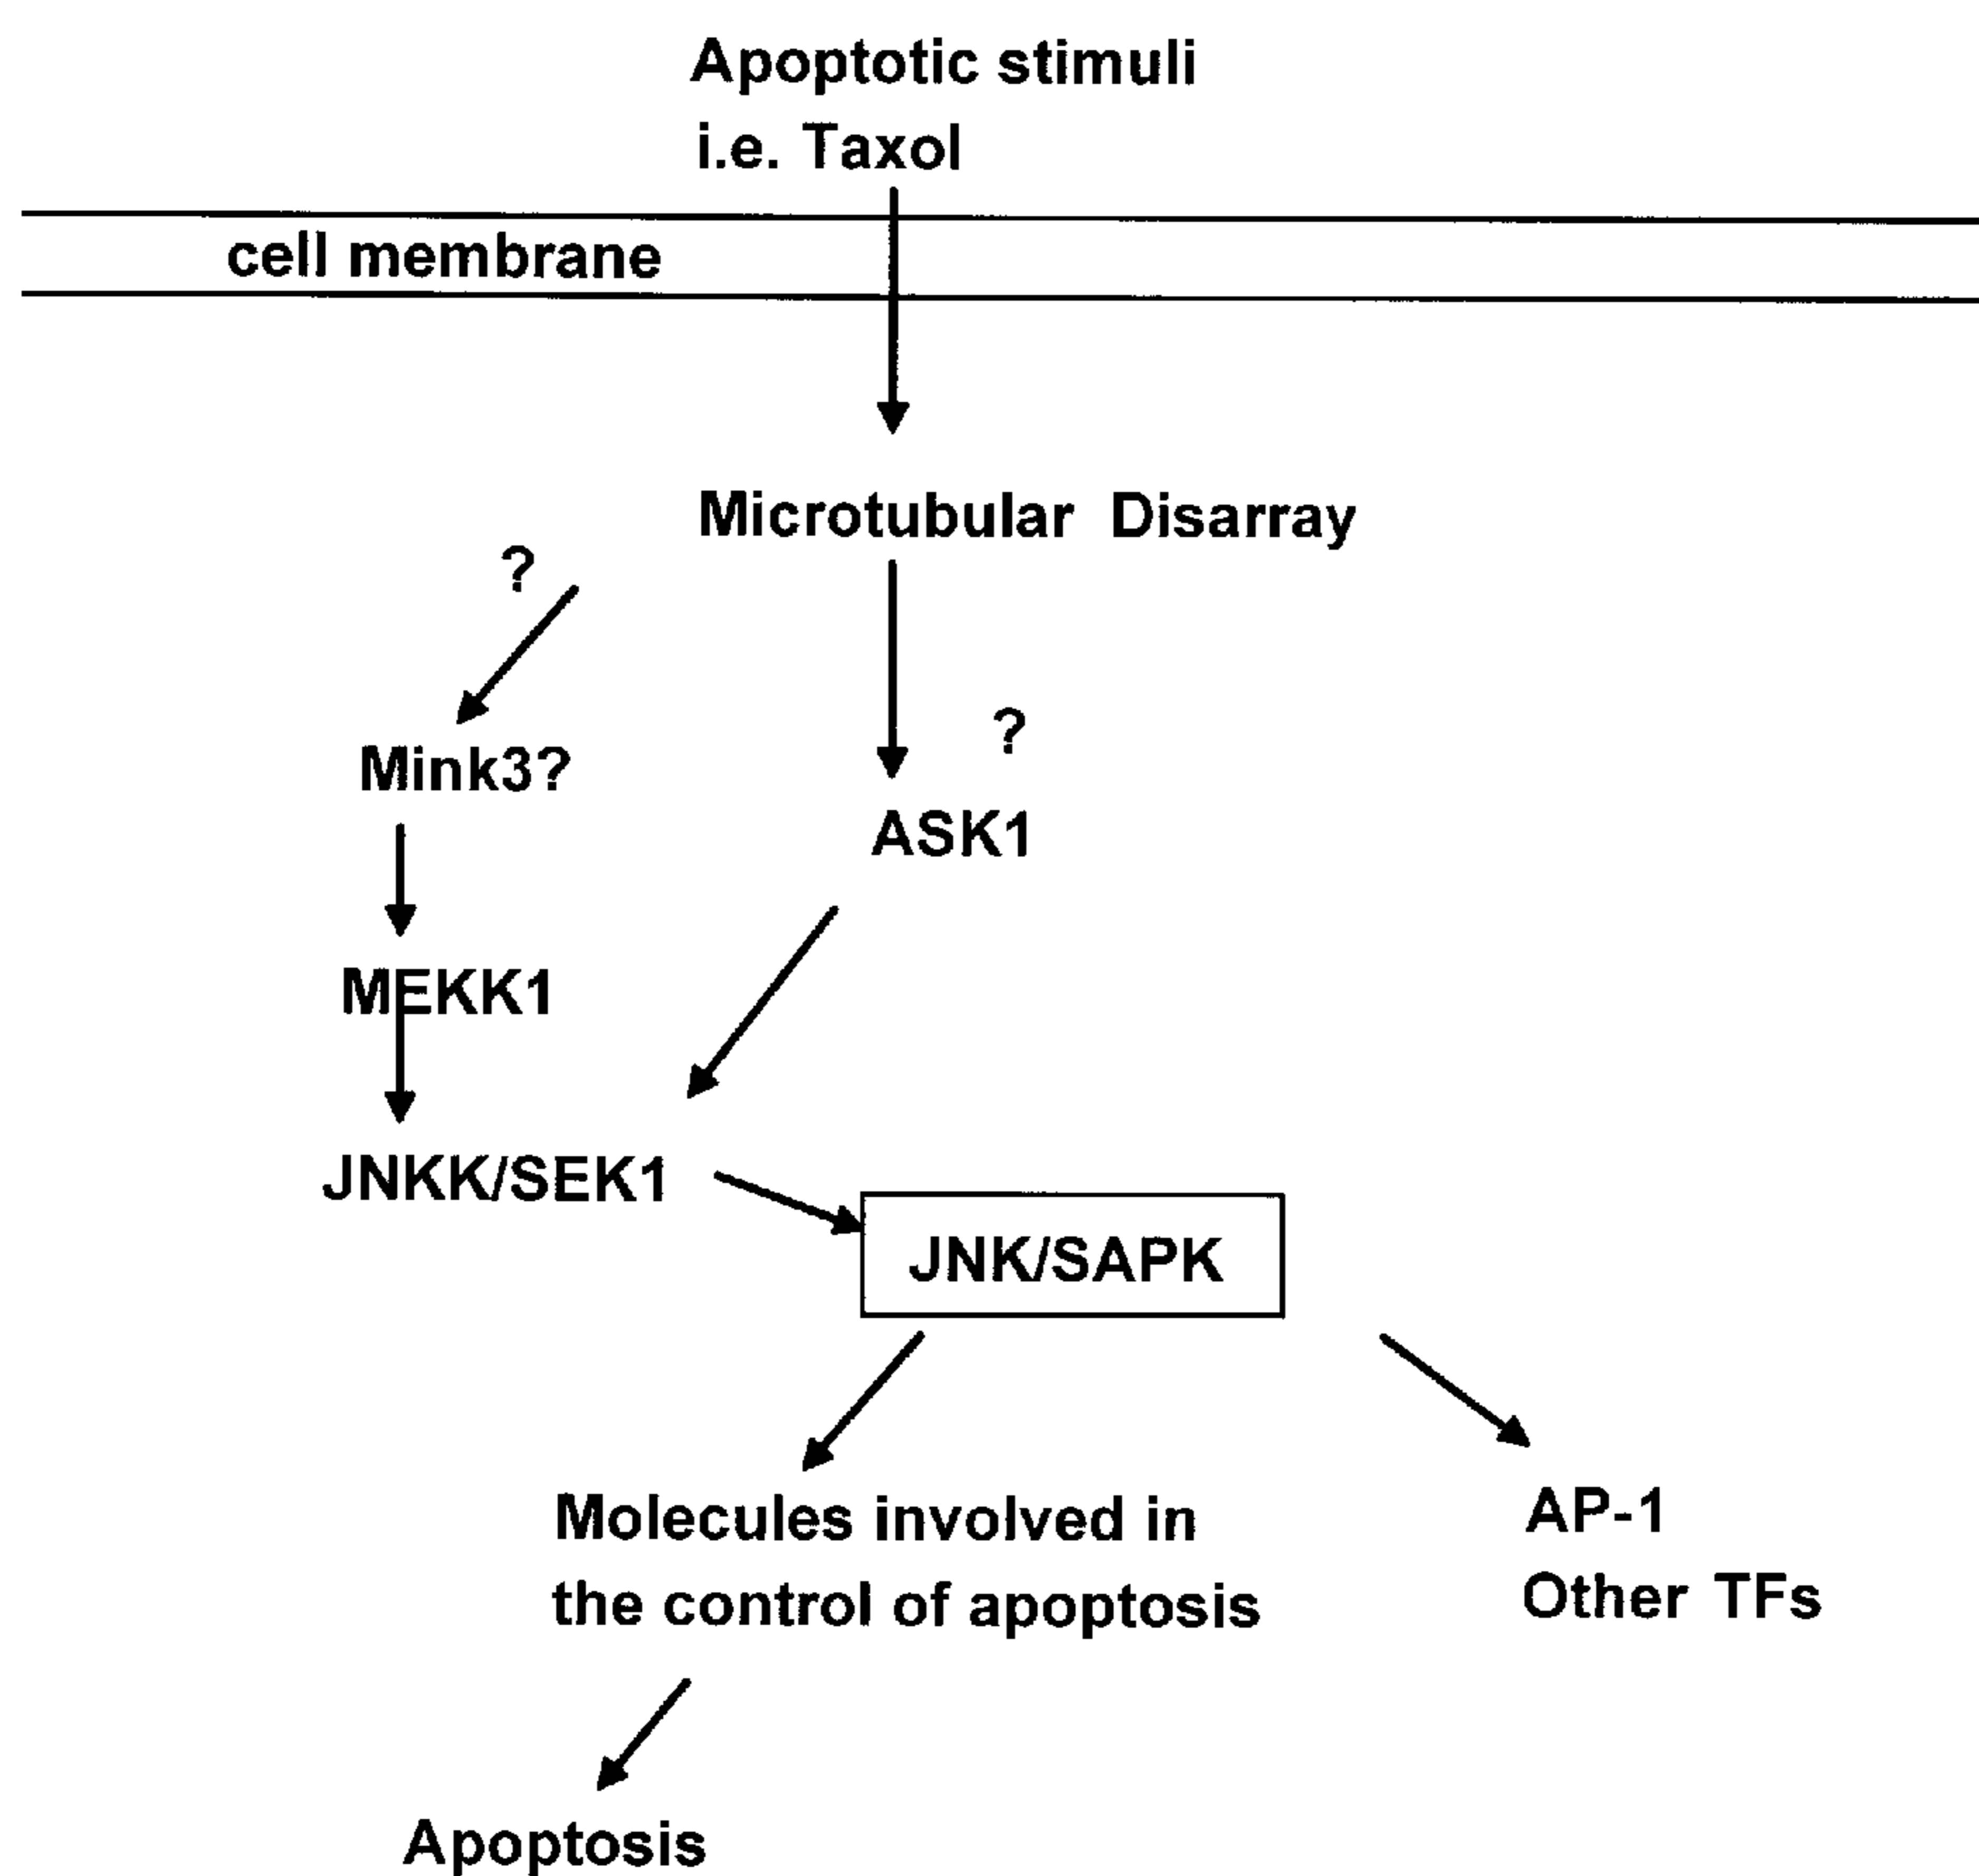 Apoptotic stimuli
i.e. Taxol
cell membrane
Microtubular Disarray
?
?
Mink3?
ASK1
MEKK1
JNKK/SEK1
JNK/SAPK
Molecules involved in
the control of apoptosis
AP-1
Other TFs
Apoptosis